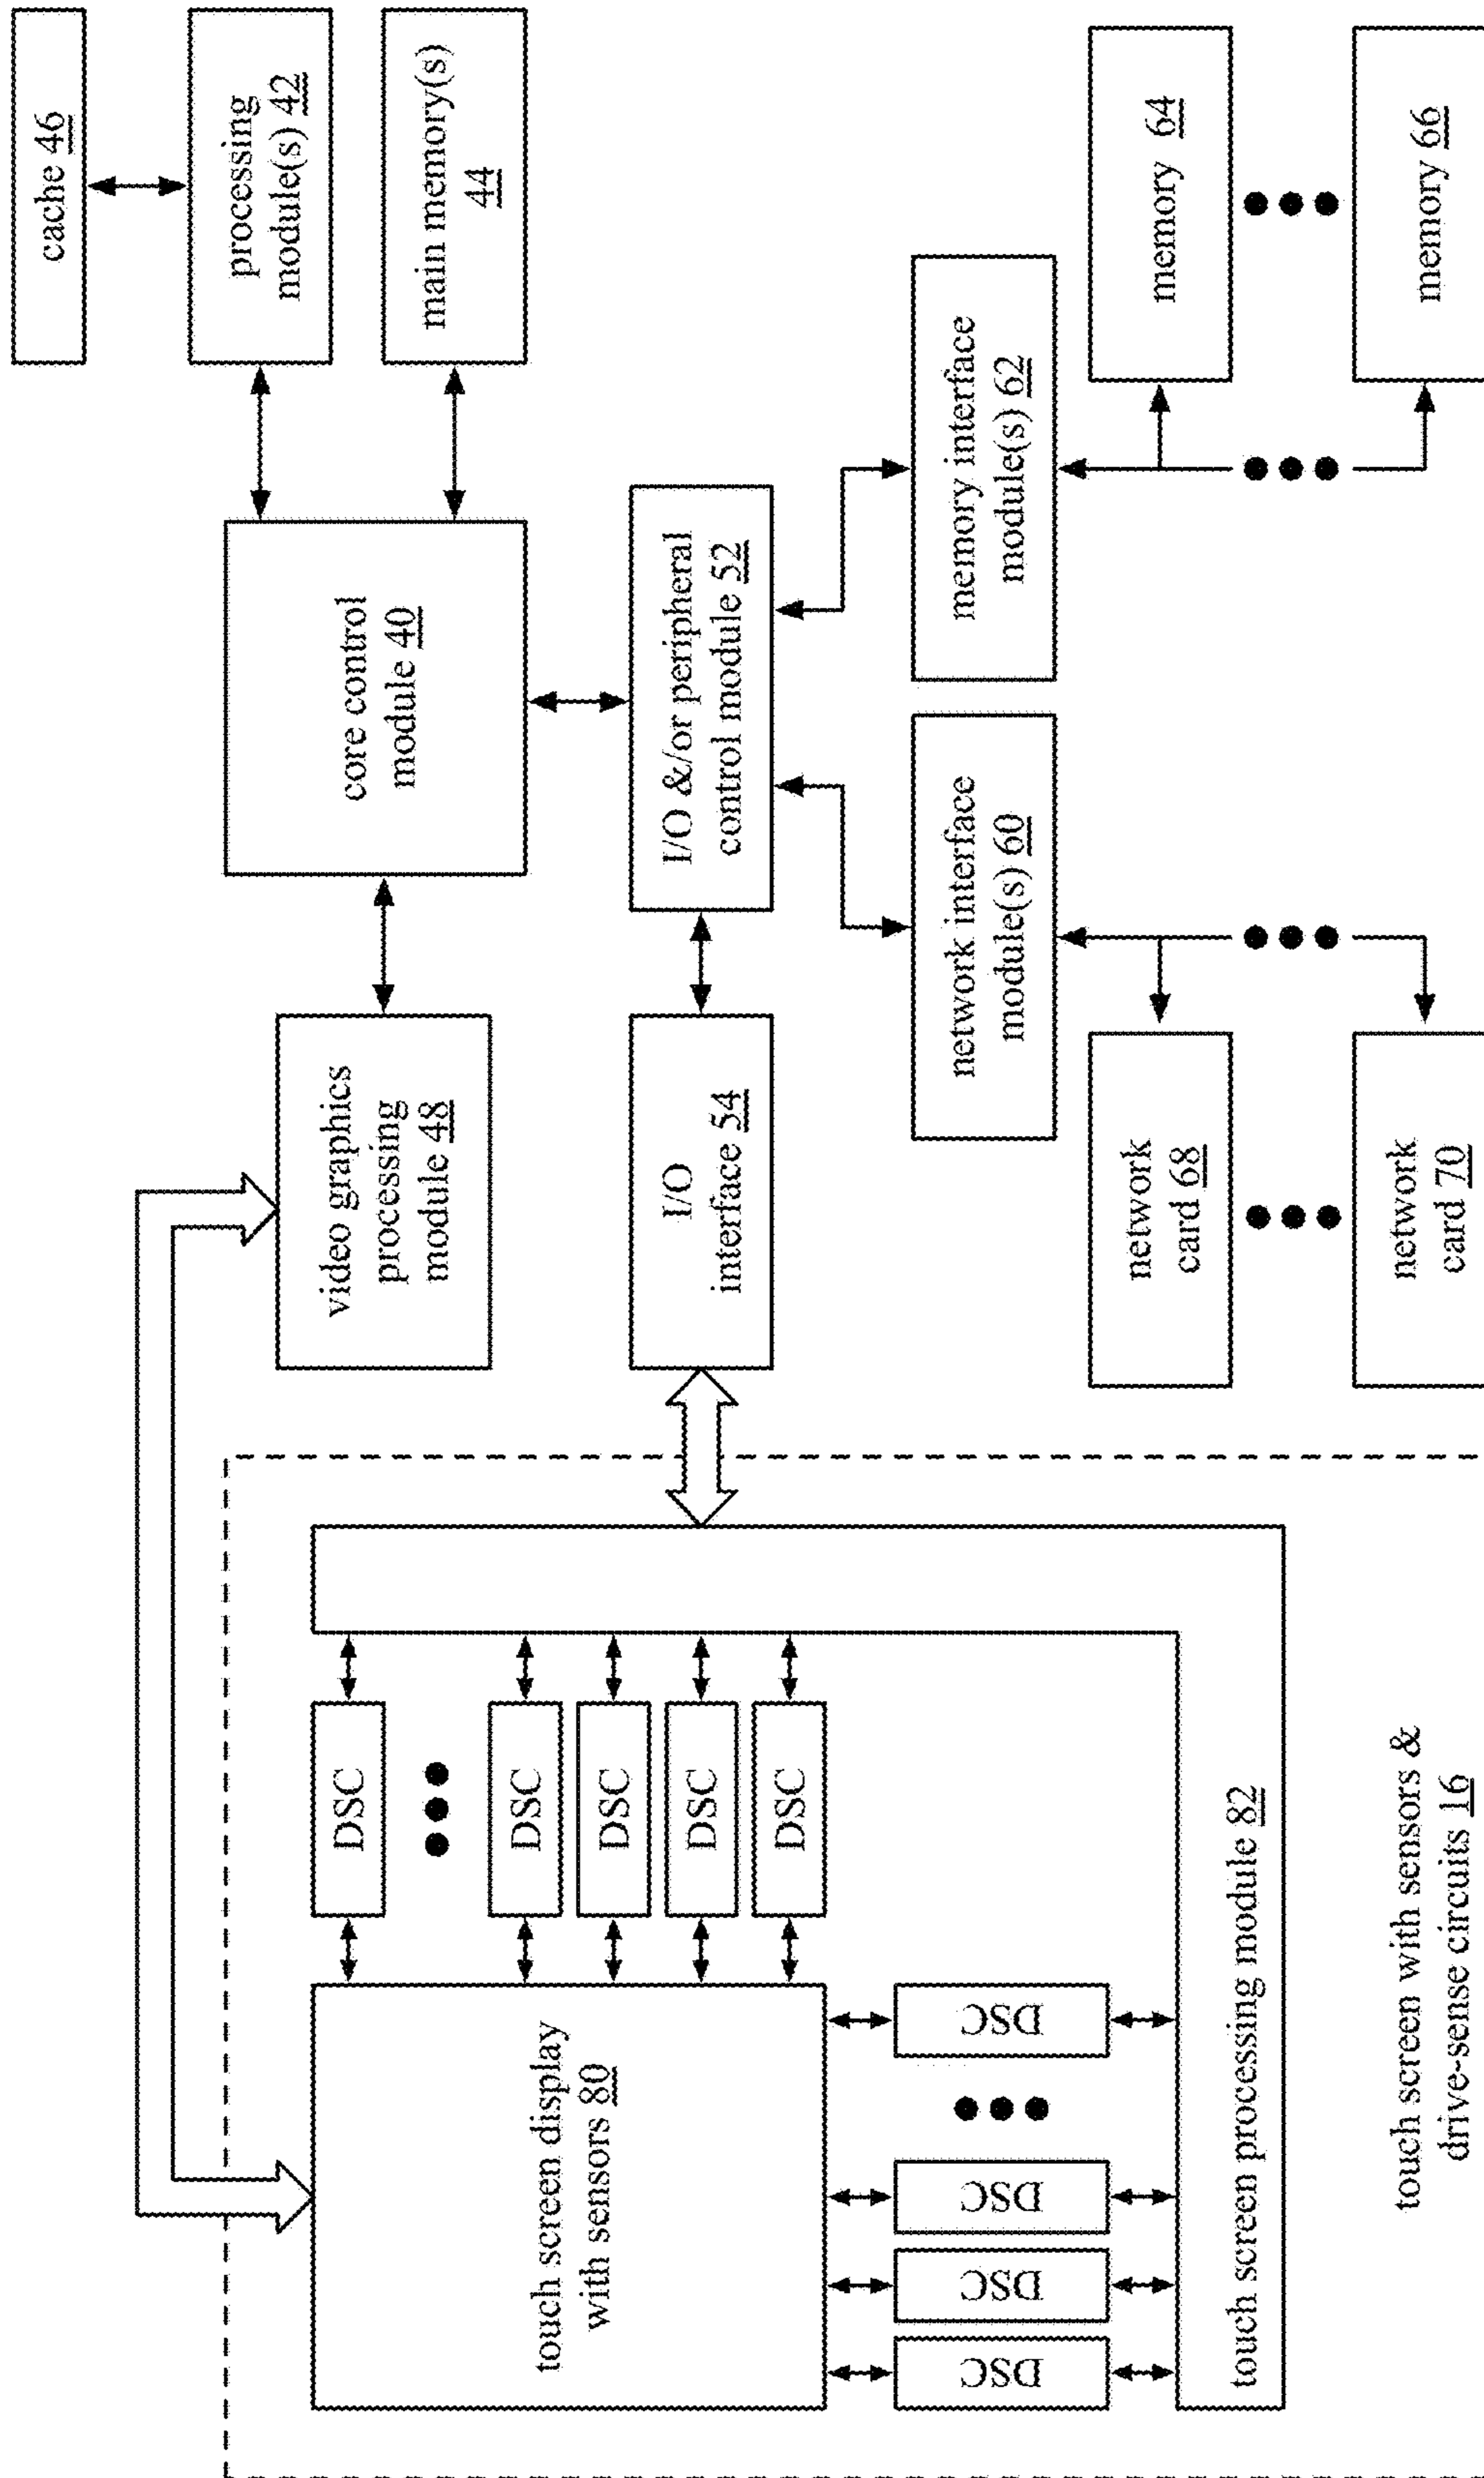 cache 46
processing
module(s) 42
main memory(s)
44
core control
module 40
video graphics
processing
module 48
touch screen display
with sensors 80
DSC
DSC
DSC
DSC
DSC
I/O
interface 54
I/O &/or peripheral
control module 52
DSC
DSC
DSC
DSC
network interface
module(s) 60
memory interface
module(s) 62
touch screen processing module 82
network
card 68
memory 64
touch screen with sensors &
drive-sense circuits 16
network
card 70
memory 66